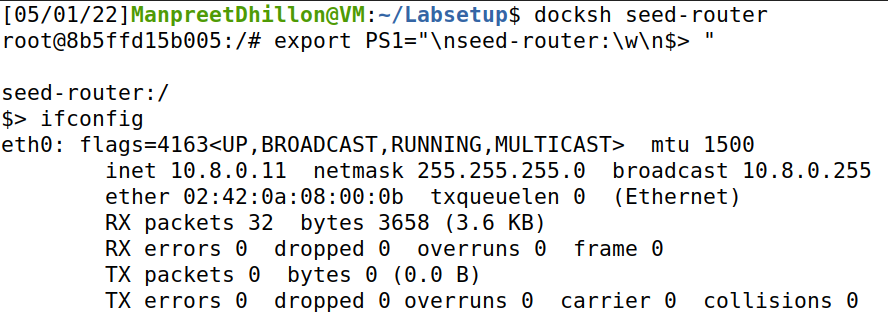 [05/01/22]ManpreetDhillon@VM:~/Labsetup$ docksh seed-router
root@8b5ffd15b005:/# export PS1="\nseed-router:\w\n$> "
seed-router:/
$> ifconfig
eth0: flags=4163<UP,BROADCAST,RUNNING,MULTICAST>  mtu 1500
        inet 10.8.0.11  netmask 255.255.255.0  broadcast 10.8.0.255
        ether 02:42:0a:08:00:0b  txqueuelen 0  (Ethernet)
        RX packets 32  bytes 3658 (3.6 KB)
        RX errors 0  dropped 0  overruns 0  frame 0
        TX packets 0  bytes 0 (0.0 B)
        TX errors 0  dropped 0 overruns 0  carrier 0  collisions 0